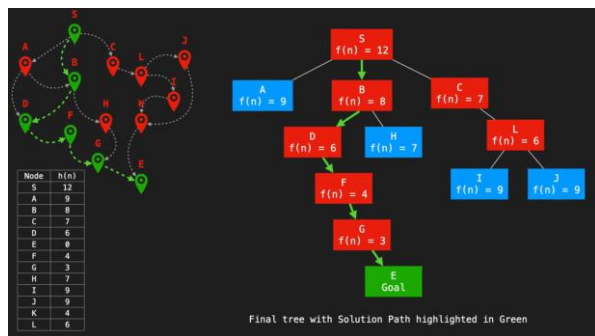 S
A
C
J
L
B
I
D
H
K
F
G
E
Node h(n)
S 12
A 9
B 8
C 7
D 6
E 0
F 4
G 3
H 7
I 9
J 9
K 4
L 6
S
f(n) = 12
A
f(n) = 9
B
f(n) = 8
C
f(n) = 7
D
f(n) = 6
H
f(n) = 7
L
f(n) = 6
F
f(n) = 4
I
f(n) = 9
J
f(n) = 9
G
f(n) = 3
E
Goal
Final tree with Solution Path highlighted in Green